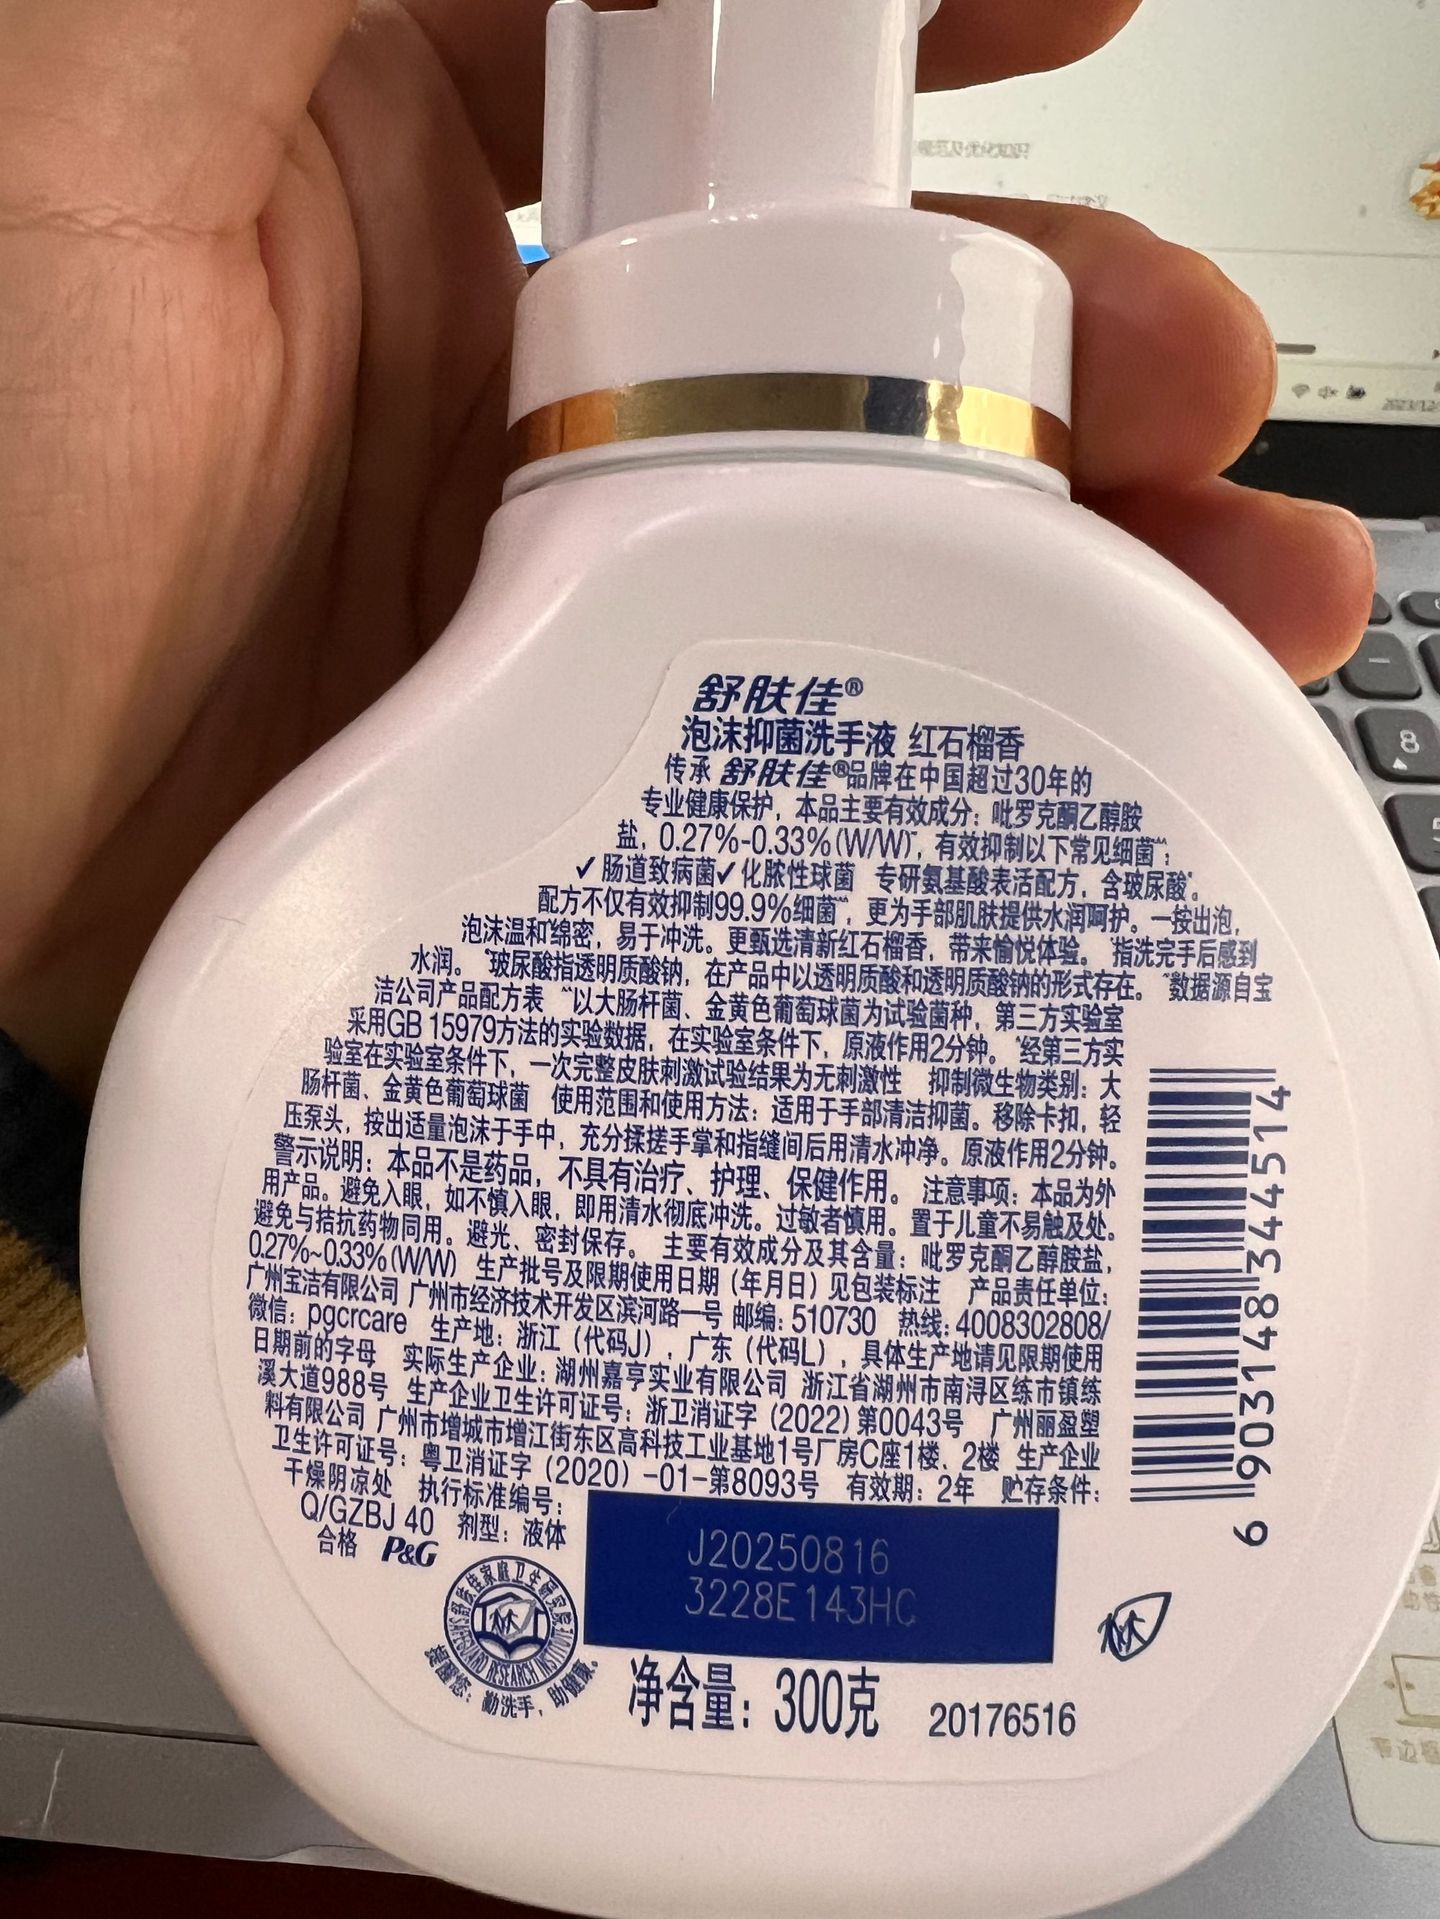 舒肤佳®
泡沫抑菌洗手液 红石榴香
传承 舒肤佳®品牌在中国超过30年的
专业健康保护，本品主要有效成分：吡罗克酮乙醇胺
盐，0.27%-0.33%(W/W)^，有效抑制以下常见细菌^^：
✓肠道致病菌✓化脓性球菌 专研氨基酸表活配方，含玻尿酸*。
配方不仅有效抑制99.9%细菌^^，更为手部肌肤提供水润呵护。一按出泡，
泡沫温和绵密，易于冲洗。更甄选清新红石榴香，带来愉悦体验。 指洗完手后感到
水润。 *玻尿酸指透明质酸钠，在产品中以透明质酸和透明质酸钠的形式存在。 ^数据源自宝
洁公司产品配方表 ^^以大肠杆菌、金黄色葡萄球菌为试验菌种，第三方实验室
采用GB 15979方法的实验数据，在实验室条件下，原液作用2分钟。 经第三方实
验室在实验室条件下，一次完整皮肤刺激试验结果为无刺激性 抑制微生物类别：大
肠杆菌、金黄色葡萄球菌 使用范围和使用方法：适用于手部清洁抑菌。移除卡扣，轻
压泵头，按出适量泡沫于手中，充分揉搓手掌和指缝间后用清水冲净。原液作用2分钟。
警示说明：本品不是药品，不具有治疗、护理、保健作用。 注意事项：本品为外
用产品。避免入眼，如不慎入眼，即用清水彻底冲洗。过敏者慎用。置于儿童不易触及处。
避免与拮抗药物同用。避光、密封保存。 主要有效成分及其含量：吡罗克酮乙醇胺盐，
0.27%~0.33%(W/W) 生产批号及限期使用日期（年月日）见包装标注 产品责任单位：
广州宝洁有限公司 广州市经济技术开发区滨河路一号 邮编：510730 热线：4008302808/
微信：pgcrcare 生产地：浙江（代码J），广东（代码L），具体生产地请见限期使用
日期前的字母 实际生产企业：湖州嘉亨实业有限公司 浙江省湖州市南浔区练市镇练
溪大道988号 生产企业卫生许可证号：浙卫消证字（2022）第0043号 广州丽盈塑
料有限公司 广州市增城市增江街东区高科技工业基地1号厂房C座1楼、2楼 生产企业
卫生许可证号：粤卫消证字（2020）-01-第8093号 有效期：2年 贮存条件：
干燥阴凉处 执行标准编号：
Q/GZBJ 40 剂型：液体
合格 P&G
J20250816
3228E143HC
舒肤佳家庭卫生研究院
SAFEGUARD RESEARCH INSTITUTE
提醒您：勤洗手，助健康。
净含量：300克
20176516
6 903148 344514